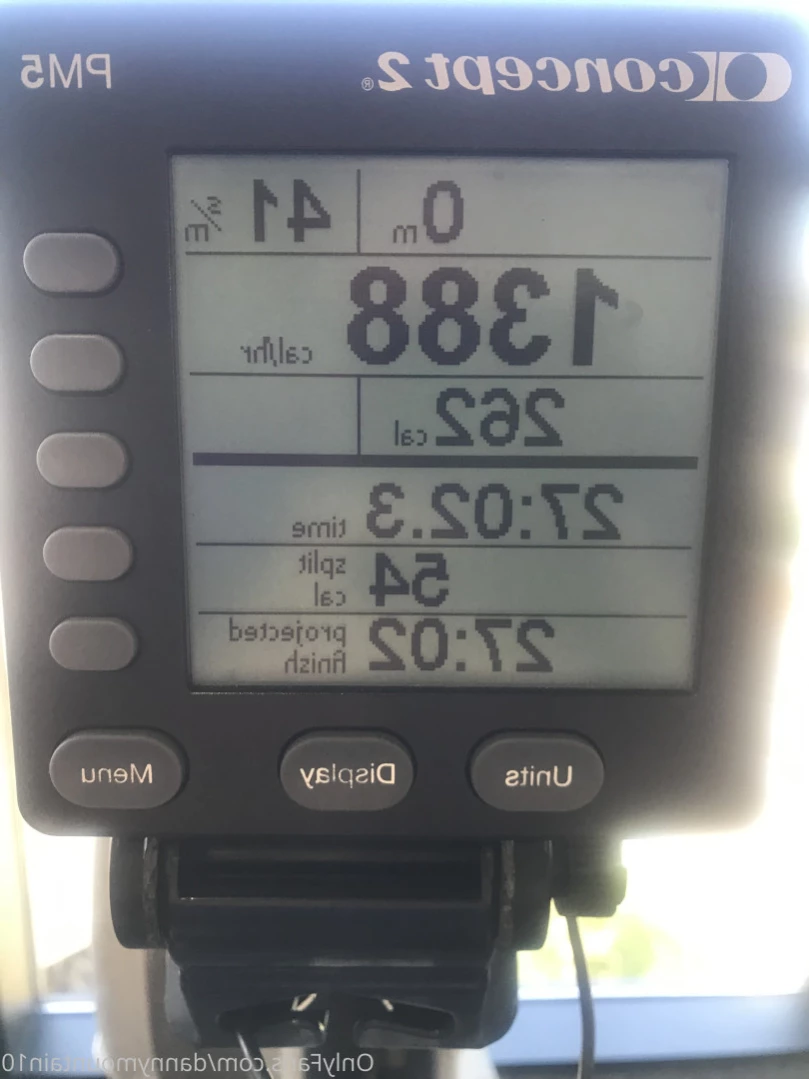 concept 2® PM5
0 m 41 s/m
1388 cal/hr
262 cal
27:02.3 time
54 split cal
27:02 projected finish
Units Display Menu
OnlyFans.com/dannymountain10